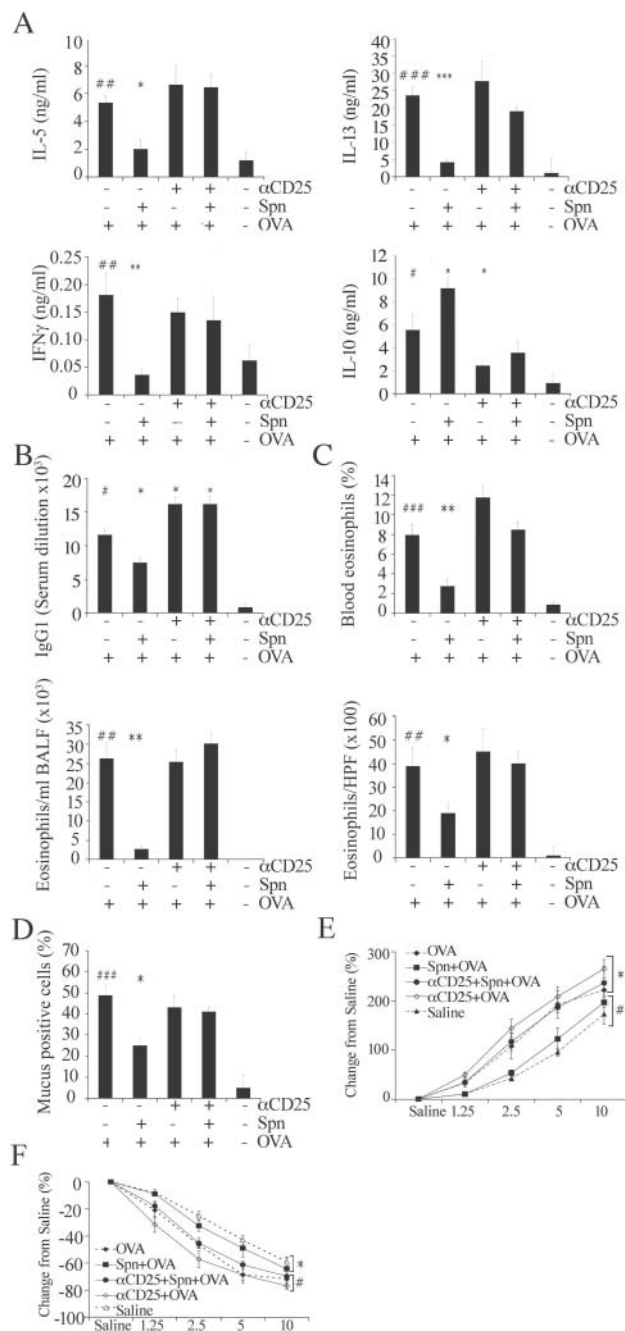 A
IL-5 (ng/ml)
10
8
6
4
2
0
## *
- - + + - αCD25
- + - + - Spn
+ + + + - OVA
IL-13 (ng/ml)
35
30
25
20
15
10
5
0
### ***
- - + + - αCD25
- + - + - Spn
+ + + + - OVA
IFNγ (ng/ml)
0.25
0.20
0.15
0.10
0.05
0
## **
- - + + - αCD25
- + - + - Spn
+ + + + - OVA
IL-10 (ng/ml)
10
8
6
4
2
0
# * *
- - + + - αCD25
- + - + - Spn
+ + + + - OVA
B
IgG1 (Serum dilution x10³)
20
15
10
5
0
# * * *
- - + + - αCD25
- + - + - Spn
+ + + + - OVA
C
Blood eosinophils (%)
14
12
10
8
6
4
2
0
### **
- - + + - αCD25
- + - + - Spn
+ + + + - OVA
Eosinophils/ml BALF (x10³)
35
30
25
20
15
10
5
0
## **
- - + + - αCD25
- + - + - Spn
+ + + + - OVA
Eosinophils/HPF (x100)
60
50
40
30
20
10
0
## *
- - + + - αCD25
- + - + - Spn
+ + + + - OVA
D
Mucus positive cells (%)
70
60
50
40
30
20
10
0
### *
- - + + - αCD25
- + - + - Spn
+ + + + - OVA
E
Change from Saline (%)
300
200
100
0
OVA
Spn+OVA
αCD25+Spn+OVA
αCD25+OVA
Saline
*
#
Saline 1.25 2.5 5 10
F
Change from Saline (%)
0
-20
-40
-60
-80
-100
OVA
Spn+OVA
αCD25+Spn+OVA
αCD25+OVA
Saline
*
#
Saline 1.25 2.5 5 10